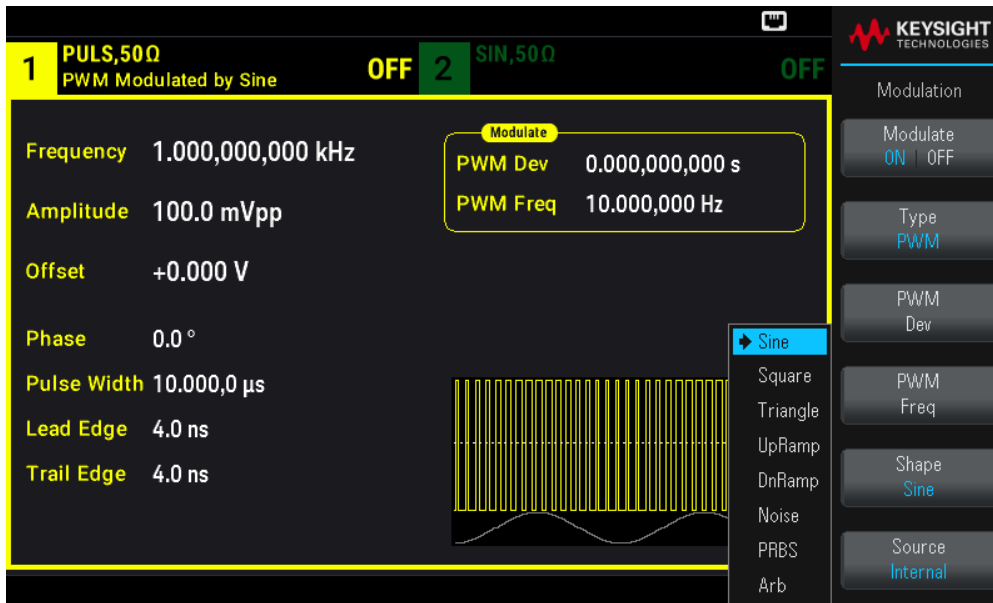 KEYSIGHT
TECHNOLOGIES
1 PULS,50Ω
PWM Modulated by Sine OFF
2 SIN,50Ω OFF
Frequency 1.000,000,000 kHz
Amplitude 100.0 mVpp
Offset +0.000 V
Phase 0.0 °
Pulse Width 10.000,0 µs
Lead Edge 4.0 ns
Trail Edge 4.0 ns
Modulate
PWM Dev 0.000,000,000 s
PWM Freq 10.000,000 Hz
Sine
Square
Triangle
UpRamp
DnRamp
Noise
PRBS
Arb
Modulation
Modulate
ON | OFF
Type
PWM
PWM
Dev
PWM
Freq
Shape
Sine
Source
Internal